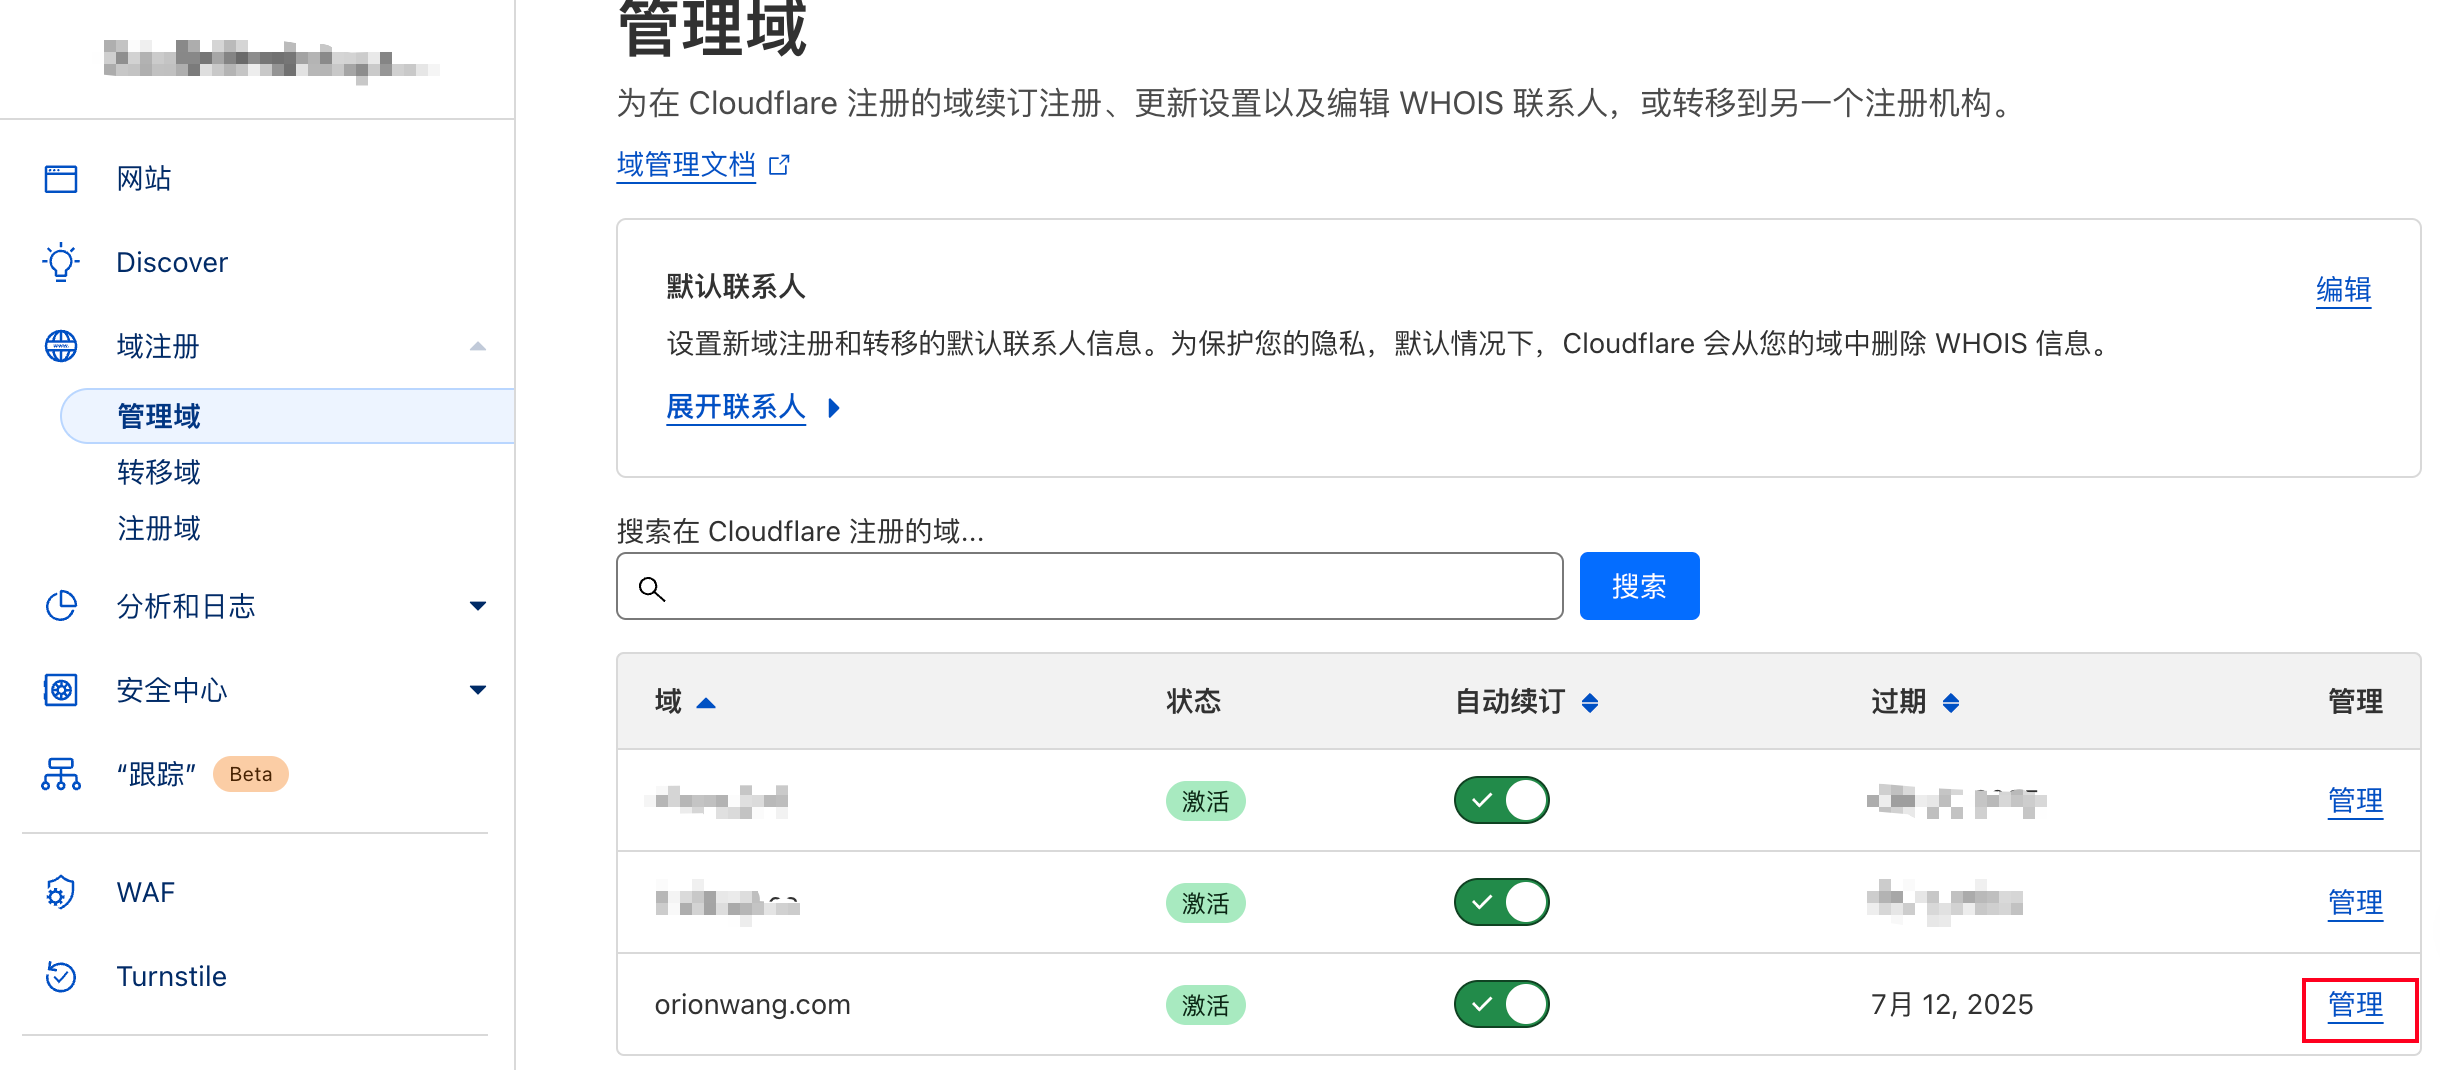 管理域
为在 Cloudflare 注册的域续订注册、更新设置以及编辑 WHOIS 联系人，或转移到另一个注册机构。
域管理文档
网站
Discover
域注册
管理域
转移域
注册域
分析和日志
安全中心
“跟踪” Beta
WAF
Turnstile
默认联系人
编辑
设置新域注册和转移的默认联系人信息。为保护您的隐私，默认情况下，Cloudflare 会从您的域中删除 WHOIS 信息。
展开联系人
搜索在 Cloudflare 注册的域...
搜索
域 状态 自动续订 过期 管理
激活 管理
激活 管理
orionwang.com 激活 7月 12, 2025 管理